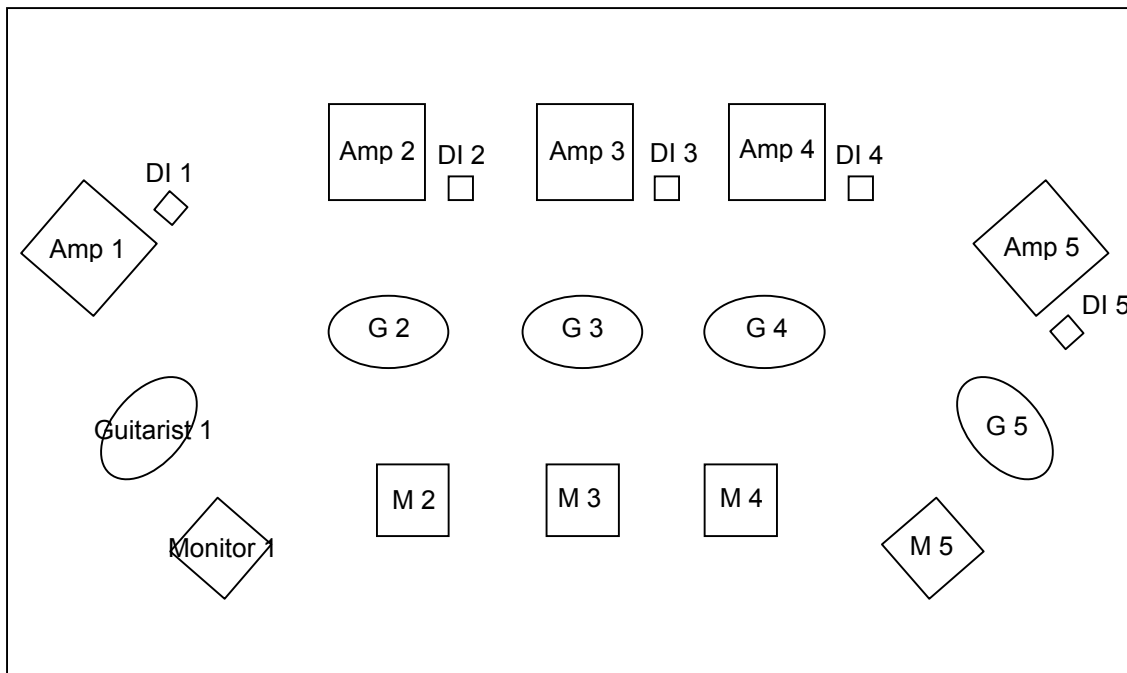 Amp 2
DI 2
Amp 3
DI 3
Amp 4
DI 4
DI 1
Amp 1
Amp 5
DI 5
G 2
G 3
G 4
Guitarist 1
G 5
M 2
M 3
M 4
Monitor 1
M 5